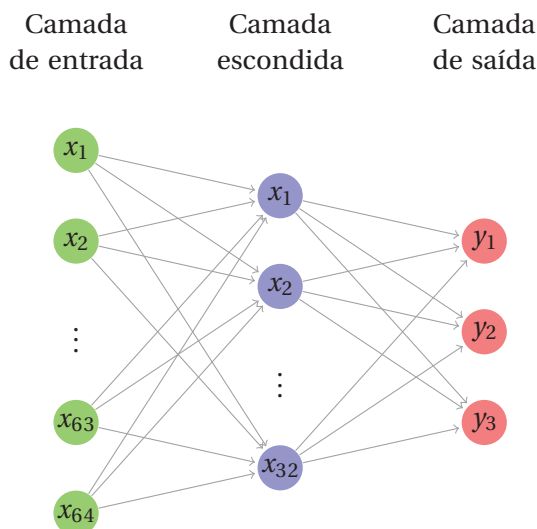 Camada
de entrada
Camada
escondida
Camada
de saída
x₁
x₂
⋮
x₆₃
x₆₄
x₁
x₂
⋮
x₃₂
y₁
y₂
y₃